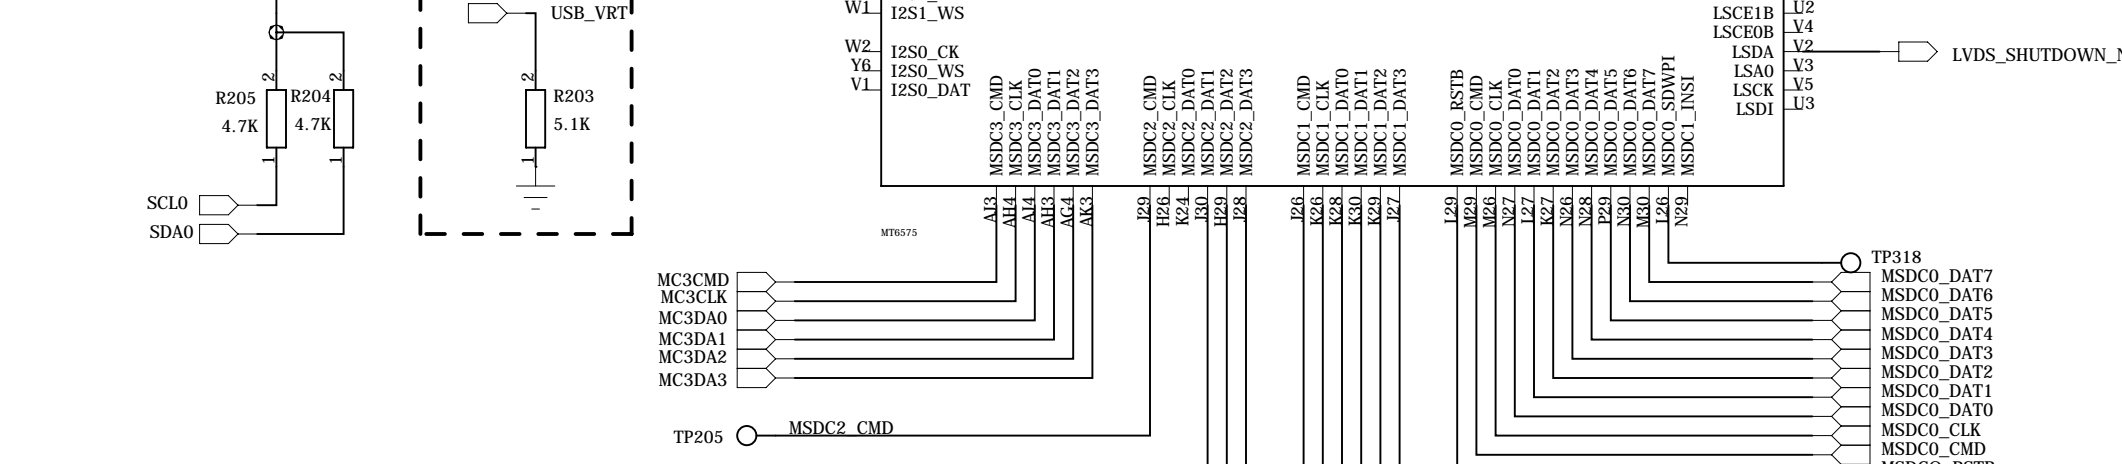 USB_VRT
2
2
2
R205
R204
4.7K
4.7K
R203
5.1K
1
1
1
SCL0
SDA0
W1
I2S1_WS
W2
I2S0_CK
Y6
I2S0_WS
V1
I2S0_DAT
MSDC3_CMD
MSDC3_CLK
MSDC3_DAT0
MSDC3_DAT1
MSDC3_DAT2
MSDC3_DAT3
MSDC2_CMD
MSDC2_CLK
MSDC2_DAT0
MSDC2_DAT1
MSDC2_DAT2
MSDC2_DAT3
MSDC1_CMD
MSDC1_CLK
MSDC1_DAT0
MSDC1_DAT1
MSDC1_DAT2
MSDC1_DAT3
MSDC0_RSTB
MSDC0_CMD
MSDC0_CLK
MSDC0_DAT0
MSDC0_DAT1
MSDC0_DAT2
MSDC0_DAT3
MSDC0_DAT4
MSDC0_DAT5
MSDC0_DAT6
MSDC0_DAT7
MSDC0_SDWPI
MSDC1_INSI
LSCE1B
U2
LSCE0B
V4
LSDA
V2
LVDS_SHUTDOWN_N
LSA0
V3
LSCK
V5
LSDI
U3
AJ3
AH4
AJ4
AH3
AG4
AK3
J29
H26
K24
J30
H29
J28
J26
K26
K28
K30
K29
J27
L29
M29
M26
N27
L27
K27
N26
N28
P29
N30
M30
L26
N29
MT6575
MC3CMD
MC3CLK
MC3DA0
MC3DA1
MC3DA2
MC3DA3
TP205
MSDC2_CMD
TP318
MSDC0_DAT7
MSDC0_DAT6
MSDC0_DAT5
MSDC0_DAT4
MSDC0_DAT3
MSDC0_DAT2
MSDC0_DAT1
MSDC0_DAT0
MSDC0_CLK
MSDC0_CMD